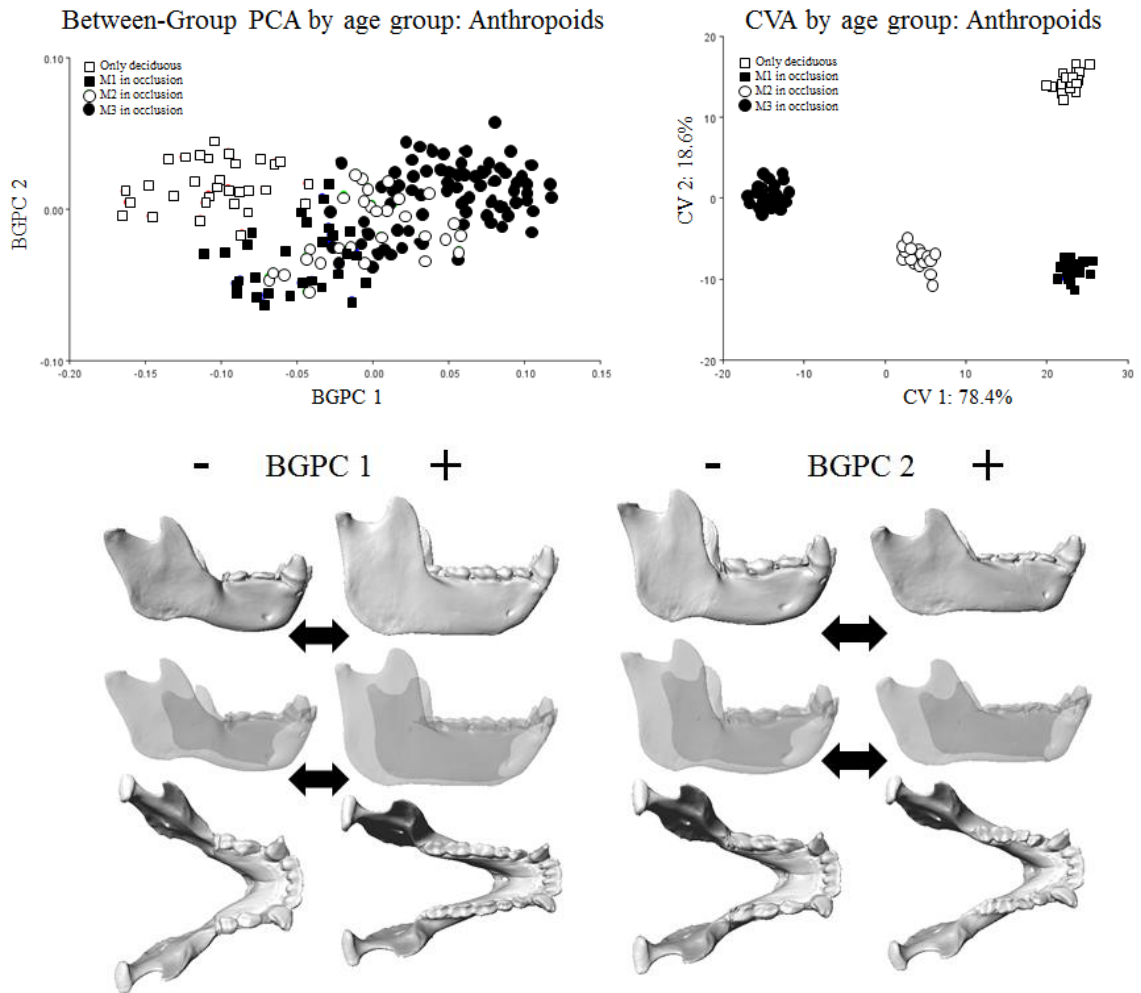 Between-Group PCA by age group: Anthropoids
0.10
Only deciduous
M1 in occlusion
M2 in occlusion
M3 in occlusion
BGPC 2
0.00
-0.10
-0.20 -0.15 -0.10 -0.05 0.00 0.05 0.10 0.15
BGPC 1
CVA by age group: Anthropoids
20
Only deciduous
M1 in occlusion
M2 in occlusion
M3 in occlusion
CV 2: 18.6%
10
0
-10
-20
-20 -10 0 10 20 30
CV 1: 78.4%
- BGPC 1 +
- BGPC 2 +